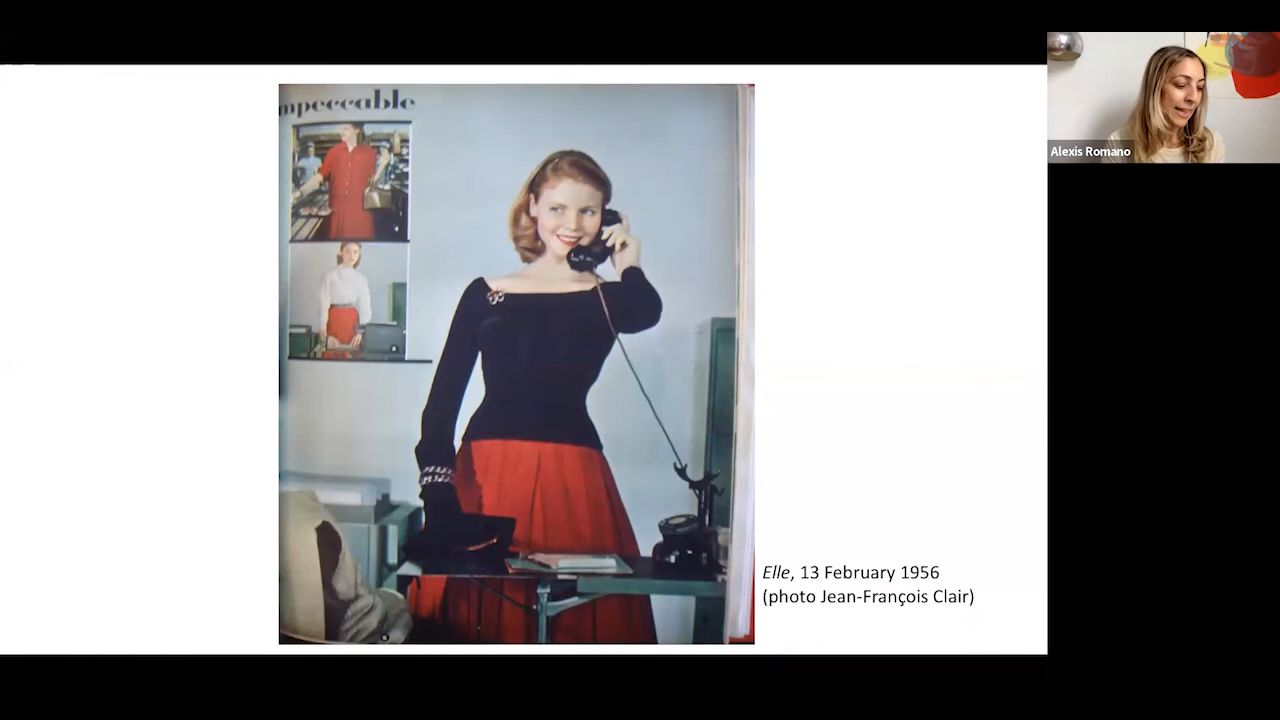 mpeccable
Alexis Romano
Elle, 13 February 1956
(photo Jean-François Clair)